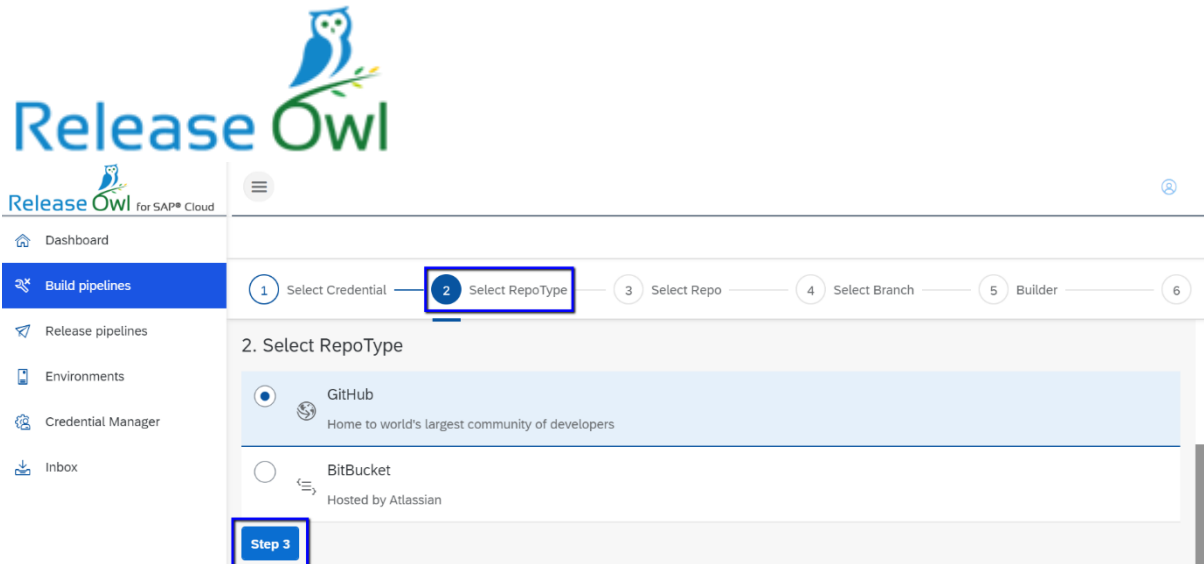 Release Owl
Release Owl for SAP® Cloud
Dashboard
Build pipelines
1 Select Credential 2 Select RepoType 3 Select Repo 4 Select Branch 5 Builder 6
Release pipelines
2. Select RepoType
Environments
GitHub
Home to world's largest community of developers
Credential Manager
Inbox
BitBucket
Hosted by Atlassian
Step 3